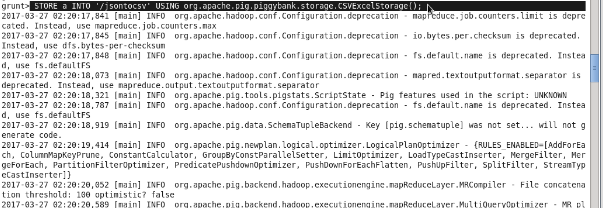 grunt> STORE a INTO '/jsontocsv' USING org.apache.pig.piggybank.storage.CSVExcelStorage();
2017-03-27 02:20:17,841 [main] INFO  org.apache.hadoop.conf.Configuration.deprecation - mapreduce.job.counters.limit is depre
cated. Instead, use mapreduce.job.counters.max
2017-03-27 02:20:17,845 [main] INFO  org.apache.hadoop.conf.Configuration.deprecation - io.bytes.per.checksum is deprecated.
Instead, use dfs.bytes-per-checksum
2017-03-27 02:20:17,848 [main] INFO  org.apache.hadoop.conf.Configuration.deprecation - fs.default.name is deprecated. Instea
d, use fs.defaultFS
2017-03-27 02:20:18,073 [main] INFO  org.apache.hadoop.conf.Configuration.deprecation - mapred.textoutputformat.separator is
deprecated. Instead, use mapreduce.output.textoutputformat.separator
2017-03-27 02:20:18,321 [main] INFO  org.apache.pig.tools.pigstats.ScriptState - Pig features used in the script: UNKNOWN
2017-03-27 02:20:18,787 [main] INFO  org.apache.hadoop.conf.Configuration.deprecation - fs.default.name is deprecated. Instea
d, use fs.defaultFS
2017-03-27 02:20:18,919 [main] INFO  org.apache.pig.data.SchemaTupleBackend - Key [pig.schematuple] was not set... will not g
enerate code.
2017-03-27 02:20:19,414 [main] INFO  org.apache.pig.newplan.logical.optimizer.LogicalPlanOptimizer - {RULES_ENABLED=[AddForEa
ch, ColumnMapKeyPrune, ConstantCalculator, GroupByConstParallelSetter, LimitOptimizer, LoadTypeCastInserter, MergeFilter, Mer
geForEach, PartitionFilterOptimizer, PredicatePushdownOptimizer, PushDownForEachFlatten, PushUpFilter, SplitFilter, StreamTyp
eCastInserter]}
2017-03-27 02:20:20,052 [main] INFO  org.apache.pig.backend.hadoop.executionengine.mapReduceLayer.MRCompiler - File concatena
tion threshold: 100 optimistic? false
2017-03-27 02:20:20,589 [main] INFO  org.apache.pig.backend.hadoop.executionengine.mapReduceLayer.MultiQueryOptimizer - MR pl